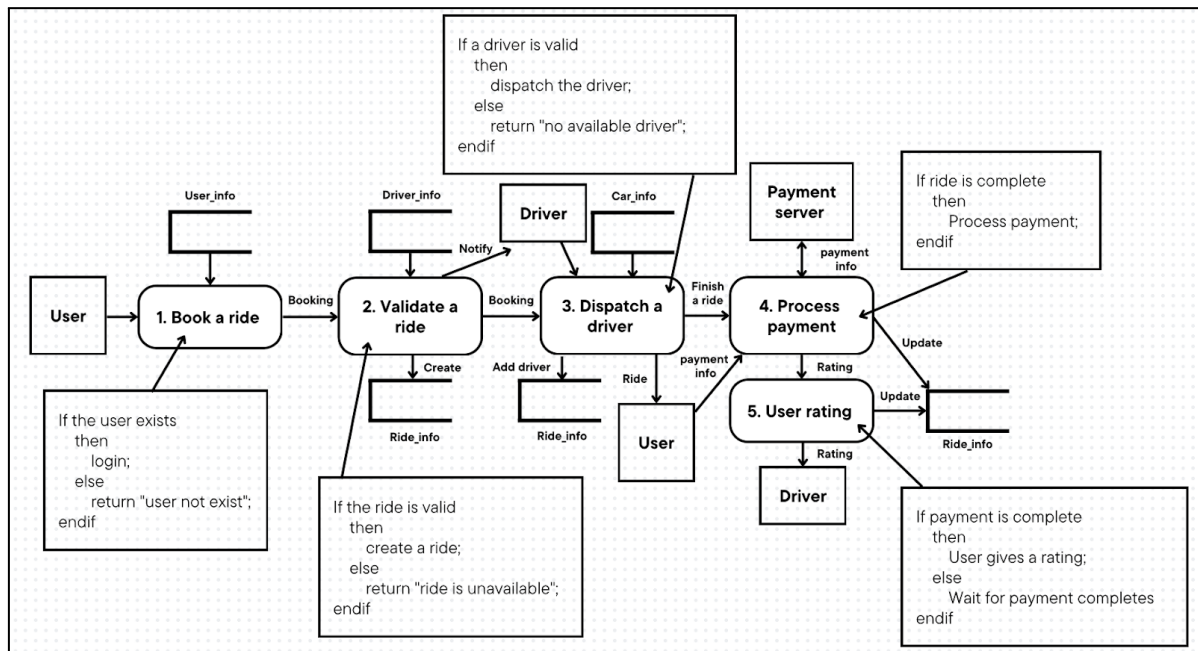 If a driver is valid
then
dispatch the driver;
else
return "no available driver";
endif
If ride is complete
then
Process payment;
endif
User_info
Driver_info
Driver
Car_info
Payment
server
Notify
payment
info
User
1. Book a ride
Booking
2. Validate a
ride
Booking
3. Dispatch a
driver
Finish
a ride
4. Process
payment
Create
Add driver
Ride
payment
info
Rating
Update
Ride_info
Ride_info
User
5. User rating
Update
Ride_info
Rating
Driver
If the user exists
then
login;
else
return "user not exist";
endif
If the ride is valid
then
create a ride;
else
return "ride is unavailable";
endif
If payment is complete
then
User gives a rating;
else
Wait for payment completes
endif